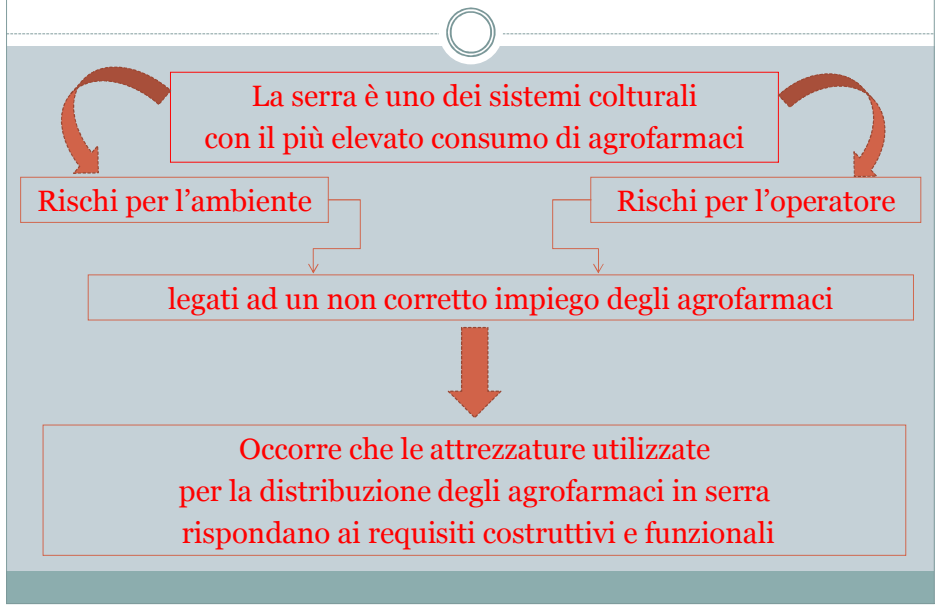 La serra è uno dei sistemi colturali
con il più elevato consumo di agrofarmaci
Rischi per l’ambiente
Rischi per l’operatore
legati ad un non corretto impiego degli agrofarmaci
Occorre che le attrezzature utilizzate
per la distribuzione degli agrofarmaci in serra
rispondano ai requisiti costruttivi e funzionali